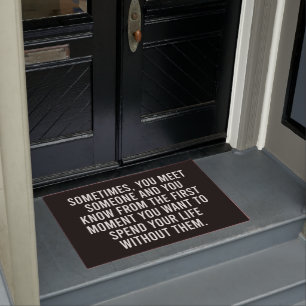 SOMETIMES, YOU MEET
SOMEONE AND YOU
KNOW FROM THE FIRST
MOMENT YOU WANT TO
SPEND YOUR LIFE
WITHOUT THEM.